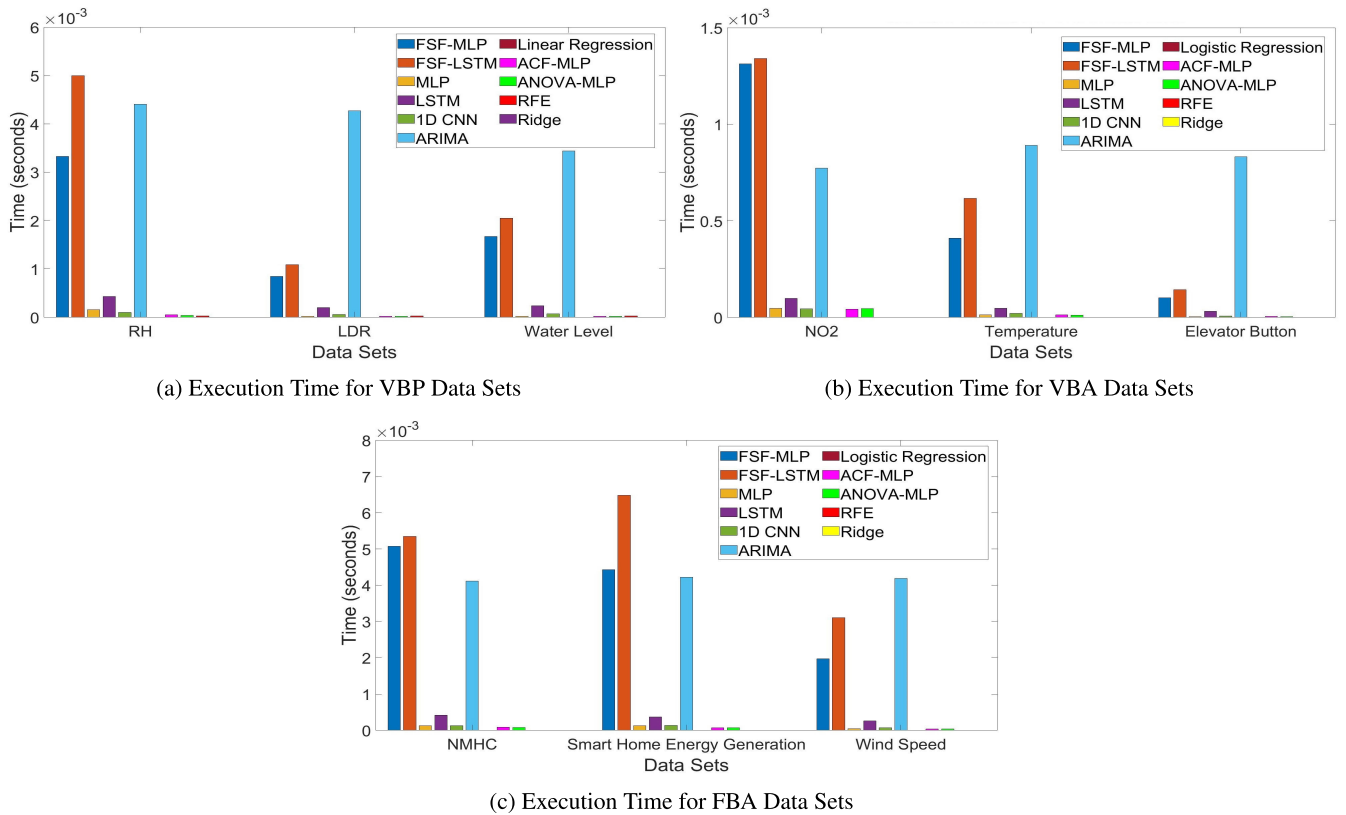 ×10⁻³
6
5
4
3
2
1
0
Time (seconds)
FSF-MLP
FSF-LSTM
MLP
LSTM
1D CNN
ARIMA
Linear Regression
ACF-MLP
ANOVA-MLP
RFE
Ridge
RH
LDR
Water Level
Data Sets
(a) Execution Time for VBP Data Sets
×10⁻³
1.5
1
0.5
0
Time (seconds)
FSF-MLP
FSF-LSTM
MLP
LSTM
1D CNN
ARIMA
Logistic Regression
ACF-MLP
ANOVA-MLP
RFE
Ridge
NO2
Temperature
Elevator Button
Data Sets
(b) Execution Time for VBA Data Sets
×10⁻³
8
7
6
5
4
3
2
1
0
Time (seconds)
FSF-MLP
FSF-LSTM
MLP
LSTM
1D CNN
ARIMA
Logistic Regression
ACF-MLP
ANOVA-MLP
RFE
Ridge
NMHC
Smart Home Energy Generation
Wind Speed
Data Sets
(c) Execution Time for FBA Data Sets